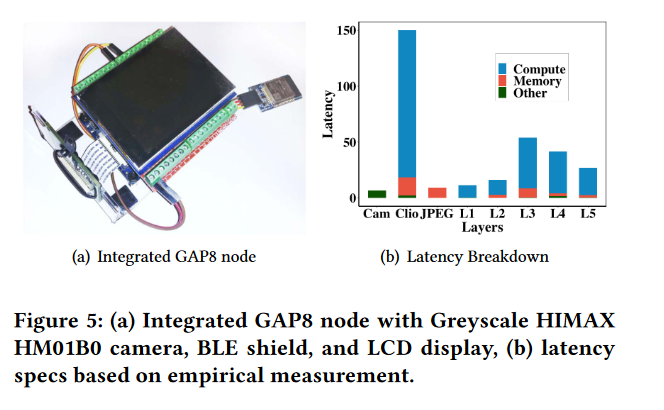 150
100
50
0
Latency
Compute
Memory
Other
Cam Clio JPEG L1 L2 L3 L4 L5
Layers
(a) Integrated GAP8 node
(b) Latency Breakdown
Figure 5: (a) Integrated GAP8 node with Greyscale HIMAX
HM01B0 camera, BLE shield, and LCD display, (b) latency
specs based on empirical measurement.